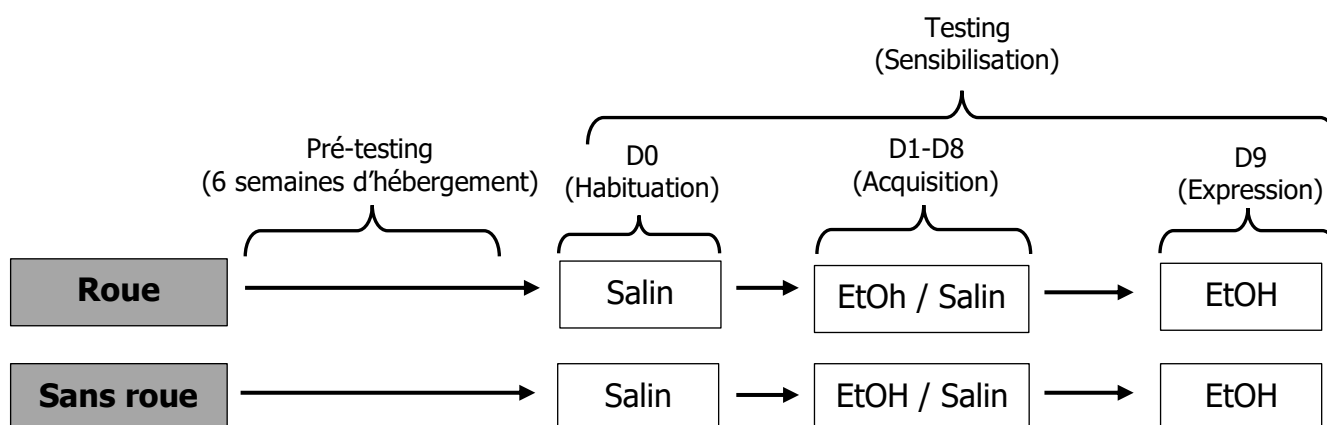 Testing
(Sensibilisation)
Pré-testing
(6 semaines d’hébergement)
D0
(Habituation)
D1-D8
(Acquisition)
D9
(Expression)
Roue
Salin
EtOh / Salin
EtOH
Sans roue
Salin
EtOH / Salin
EtOH